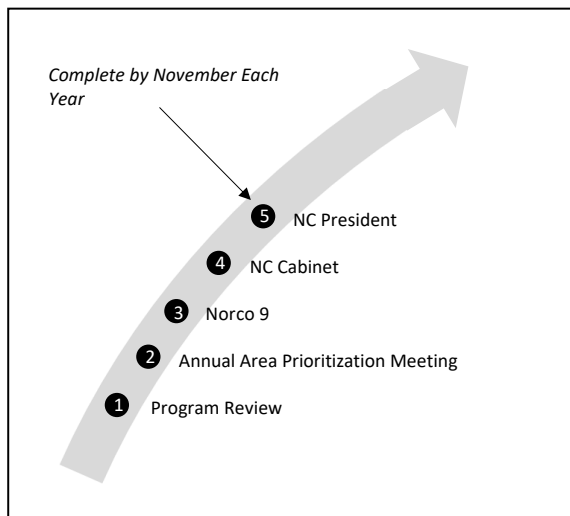 Complete by November Each
Year
5 NC President
4 NC Cabinet
3 Norco 9
2 Annual Area Prioritization Meeting
1 Program Review